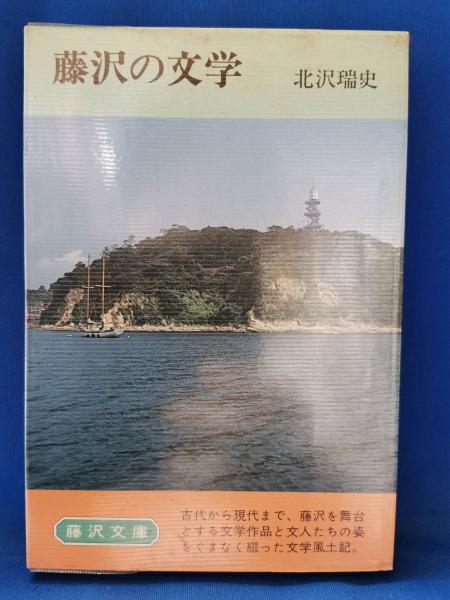 藤沢の文学
北沢瑞史
藤沢文庫
古代から現代まで、藤沢を舞台
とする文学作品と文人たちの姿
をくまなく綴った文学風土記。